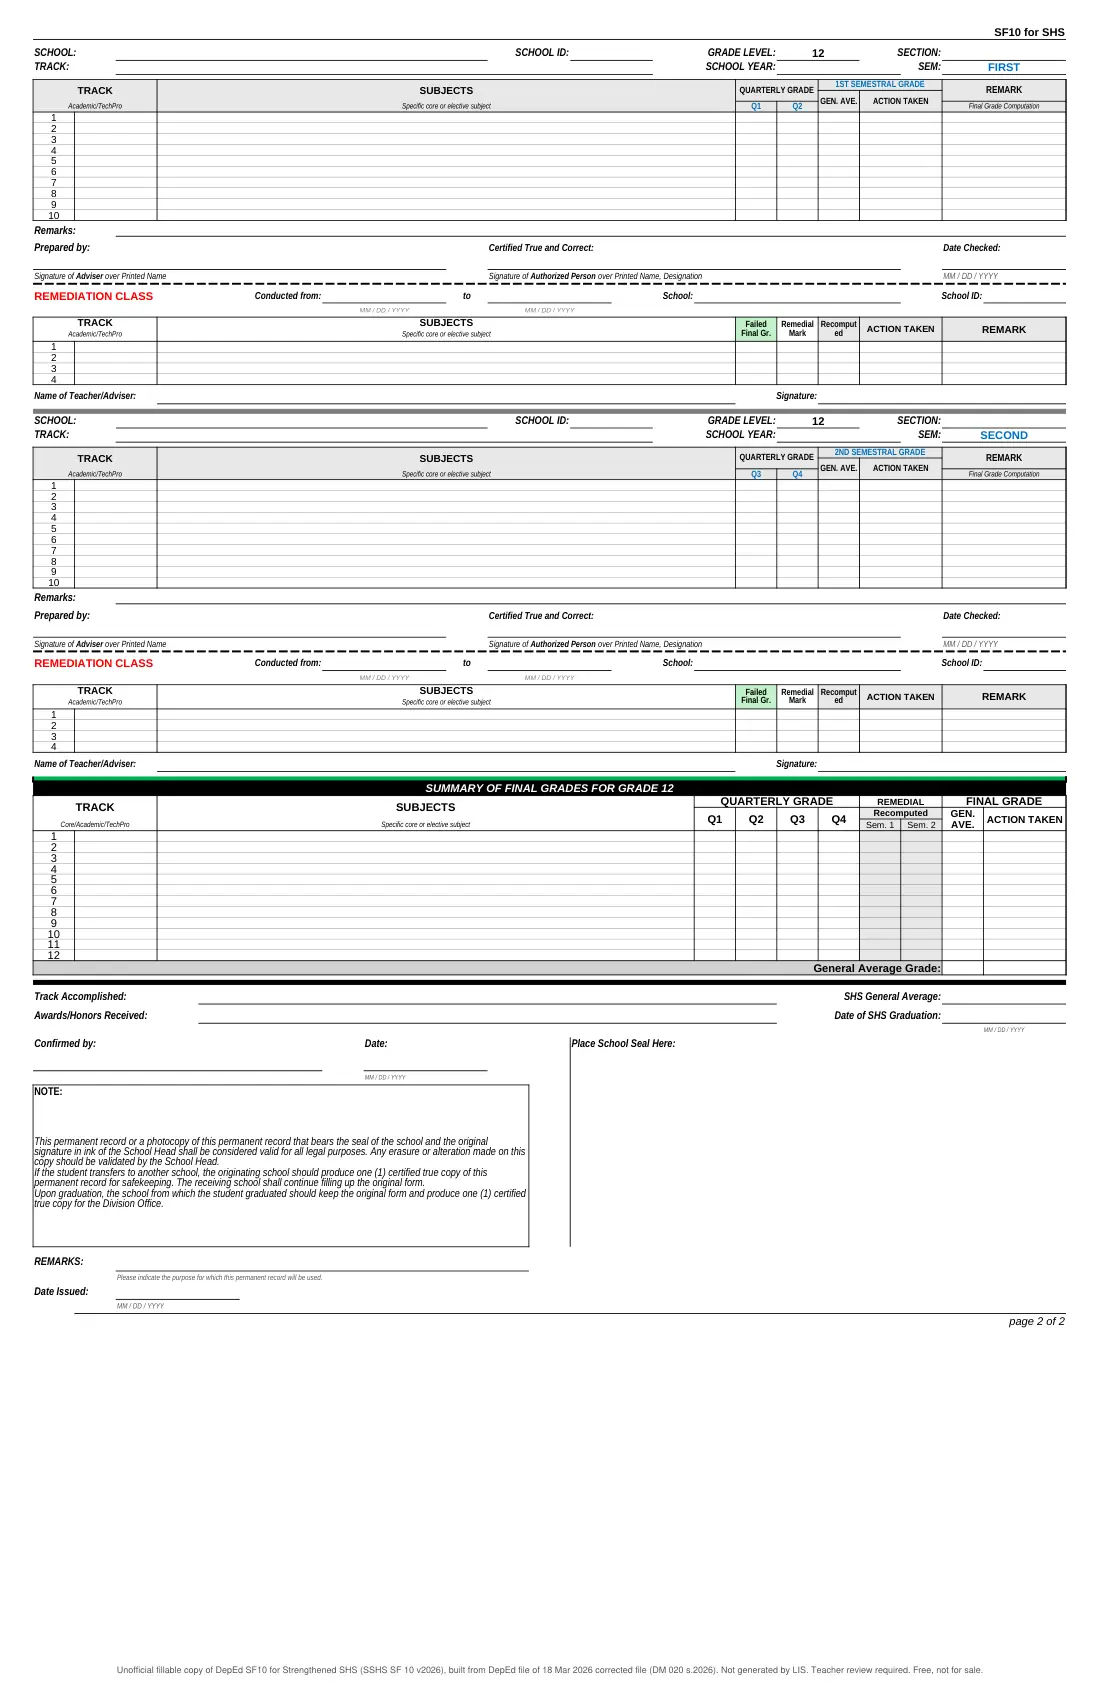 SF10 for SHS
SCHOOL: SCHOOL ID: GRADE LEVEL: 12 SECTION:
TRACK: SCHOOL YEAR: SEM: FIRST
TRACK SUBJECTS QUARTERLY GRADE 1ST SEMESTRAL GRADE REMARK
GEN. AVE. ACTION TAKEN
Academic/TechPro Specific core or elective subject Q1 Q2 Final Grade Computation
1
2
3
4
5
6
7
8
9
10
Remarks:
Prepared by: Certified True and Correct: Date Checked:
Signature of Adviser over Printed Name Signature of Authorized Person over Printed Name, Designation MM / DD / YYYY
REMEDIATION CLASS Conducted from: to School: School ID:
MM / DD / YYYY MM / DD / YYYY
TRACK SUBJECTS Failed Final Gr. Remedial Mark Recomputed ACTION TAKEN REMARK
Academic/TechPro Specific core or elective subject
1
2
3
4
Name of Teacher/Adviser: Signature:
SCHOOL: SCHOOL ID: GRADE LEVEL: 12 SECTION:
TRACK: SCHOOL YEAR: SEM: SECOND
TRACK SUBJECTS QUARTERLY GRADE 2ND SEMESTRAL GRADE REMARK
GEN. AVE. ACTION TAKEN
Academic/TechPro Specific core or elective subject Q3 Q4 Final Grade Computation
1
2
3
4
5
6
7
8
9
10
Remarks:
Prepared by: Certified True and Correct: Date Checked:
Signature of Adviser over Printed Name Signature of Authorized Person over Printed Name, Designation MM / DD / YYYY
REMEDIATION CLASS Conducted from: to School: School ID:
MM / DD / YYYY MM / DD / YYYY
TRACK SUBJECTS Failed Final Gr. Remedial Mark Recomputed ACTION TAKEN REMARK
Academic/TechPro Specific core or elective subject
1
2
3
4
Name of Teacher/Adviser: Signature:
SUMMARY OF FINAL GRADES FOR GRADE 12
TRACK SUBJECTS QUARTERLY GRADE REMEDIAL FINAL GRADE
Q1 Q2 Q3 Q4 Recomputed GEN. AVE. ACTION TAKEN
Core/Academic/TechPro Specific core or elective subject Sem. 1 Sem. 2
1
2
3
4
5
6
7
8
9
10
11
12
General Average Grade:
Track Accomplished: SHS General Average:
Awards/Honors Received: Date of SHS Graduation:
MM / DD / YYYY
Confirmed by: Date: Place School Seal Here:
MM / DD / YYYY
NOTE:
This permanent record or a photocopy of this permanent record that bears the seal of the school and the original
signature in ink of the School Head shall be considered valid for all legal purposes. Any erasure or alteration made on this
copy should be validated by the School Head.
If the student transfers to another school, the originating school should produce one (1) certified true copy of this
permanent record for safekeeping. The receiving school shall continue filling up the original form.
Upon graduation, the school from which the student graduated should keep the original form and produce one (1) certified
true copy for the Division Office.
REMARKS:
Please indicate the purpose for which this permanent record will be used.
Date Issued:
MM / DD / YYYY
page 2 of 2
Unofficial fillable copy of DepEd SF10 for Strengthened SHS (SSHS SF 10 v2026), built from DepEd file of 18 Mar 2026 corrected file (DM 020 s.2026). Not generated by LIS. Teacher review required. Free, not for sale.